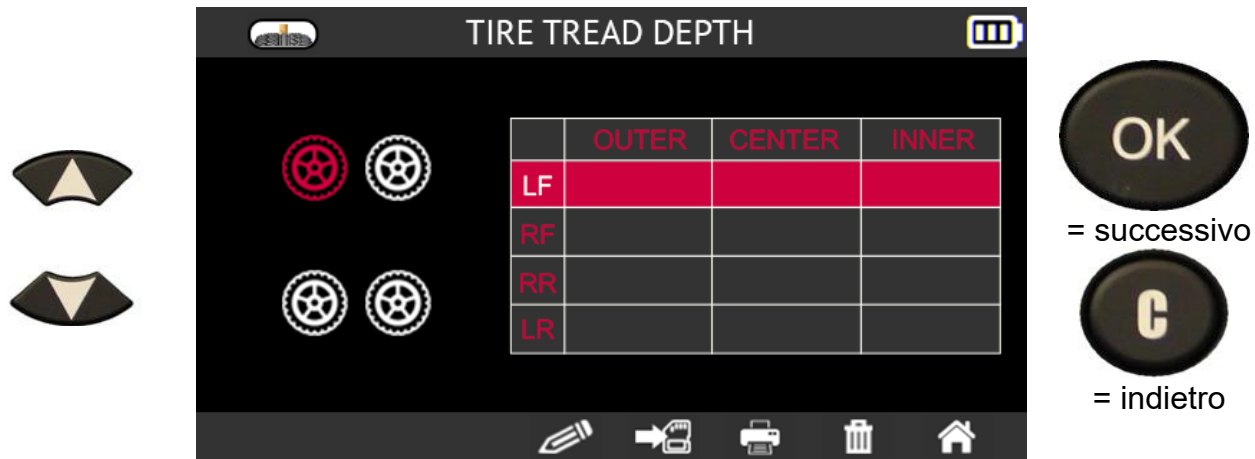 TIRE TREAD DEPTH
OUTER CENTER INNER
LF
RF
RR
LR
OK
= successivo
C
= indietro